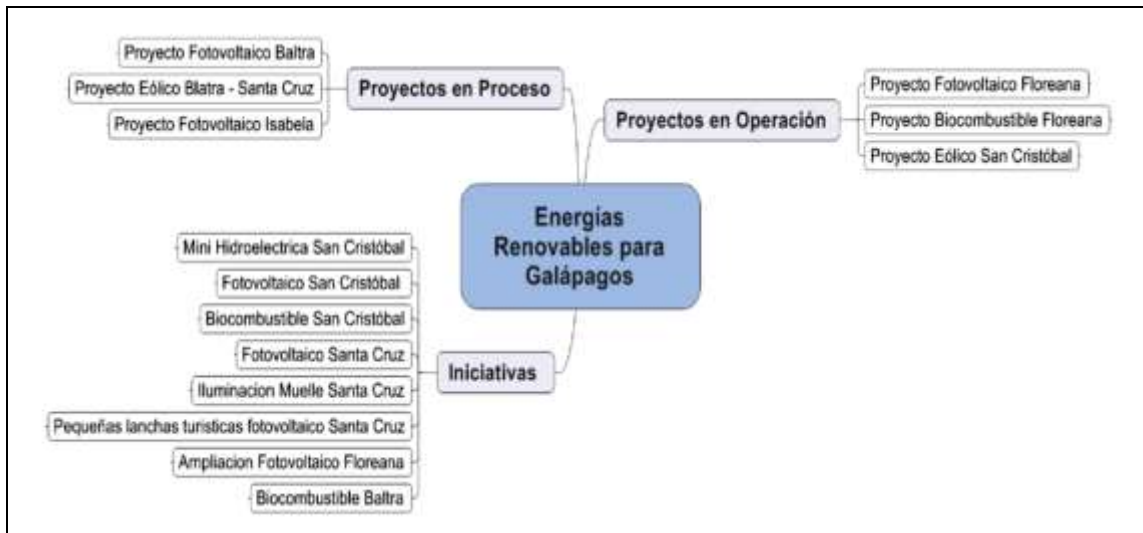 Proyecto Fotovoltaico Baltra
Proyecto Eólico Blatra - Santa Cruz
Proyecto Fotovoltaico Isabela
Proyectos en Proceso
Proyectos en Operación
Proyecto Fotovoltaico Floreana
Proyecto Biocombustible Floreana
Proyecto Eólico San Cristóbal
Energías
Renovables para
Galápagos
Mini Hidroelectrica San Cristóbal
Fotovoltaico San Cristóbal
Biocombustible San Cristóbal
Fotovoltaico Santa Cruz
Iluminacion Muelle Santa Cruz
Pequeñas lanchas turisticas fotovoltaico Santa Cruz
Ampliacion Fotovoltaico Floreana
Biocombustible Baltra
Iniciativas